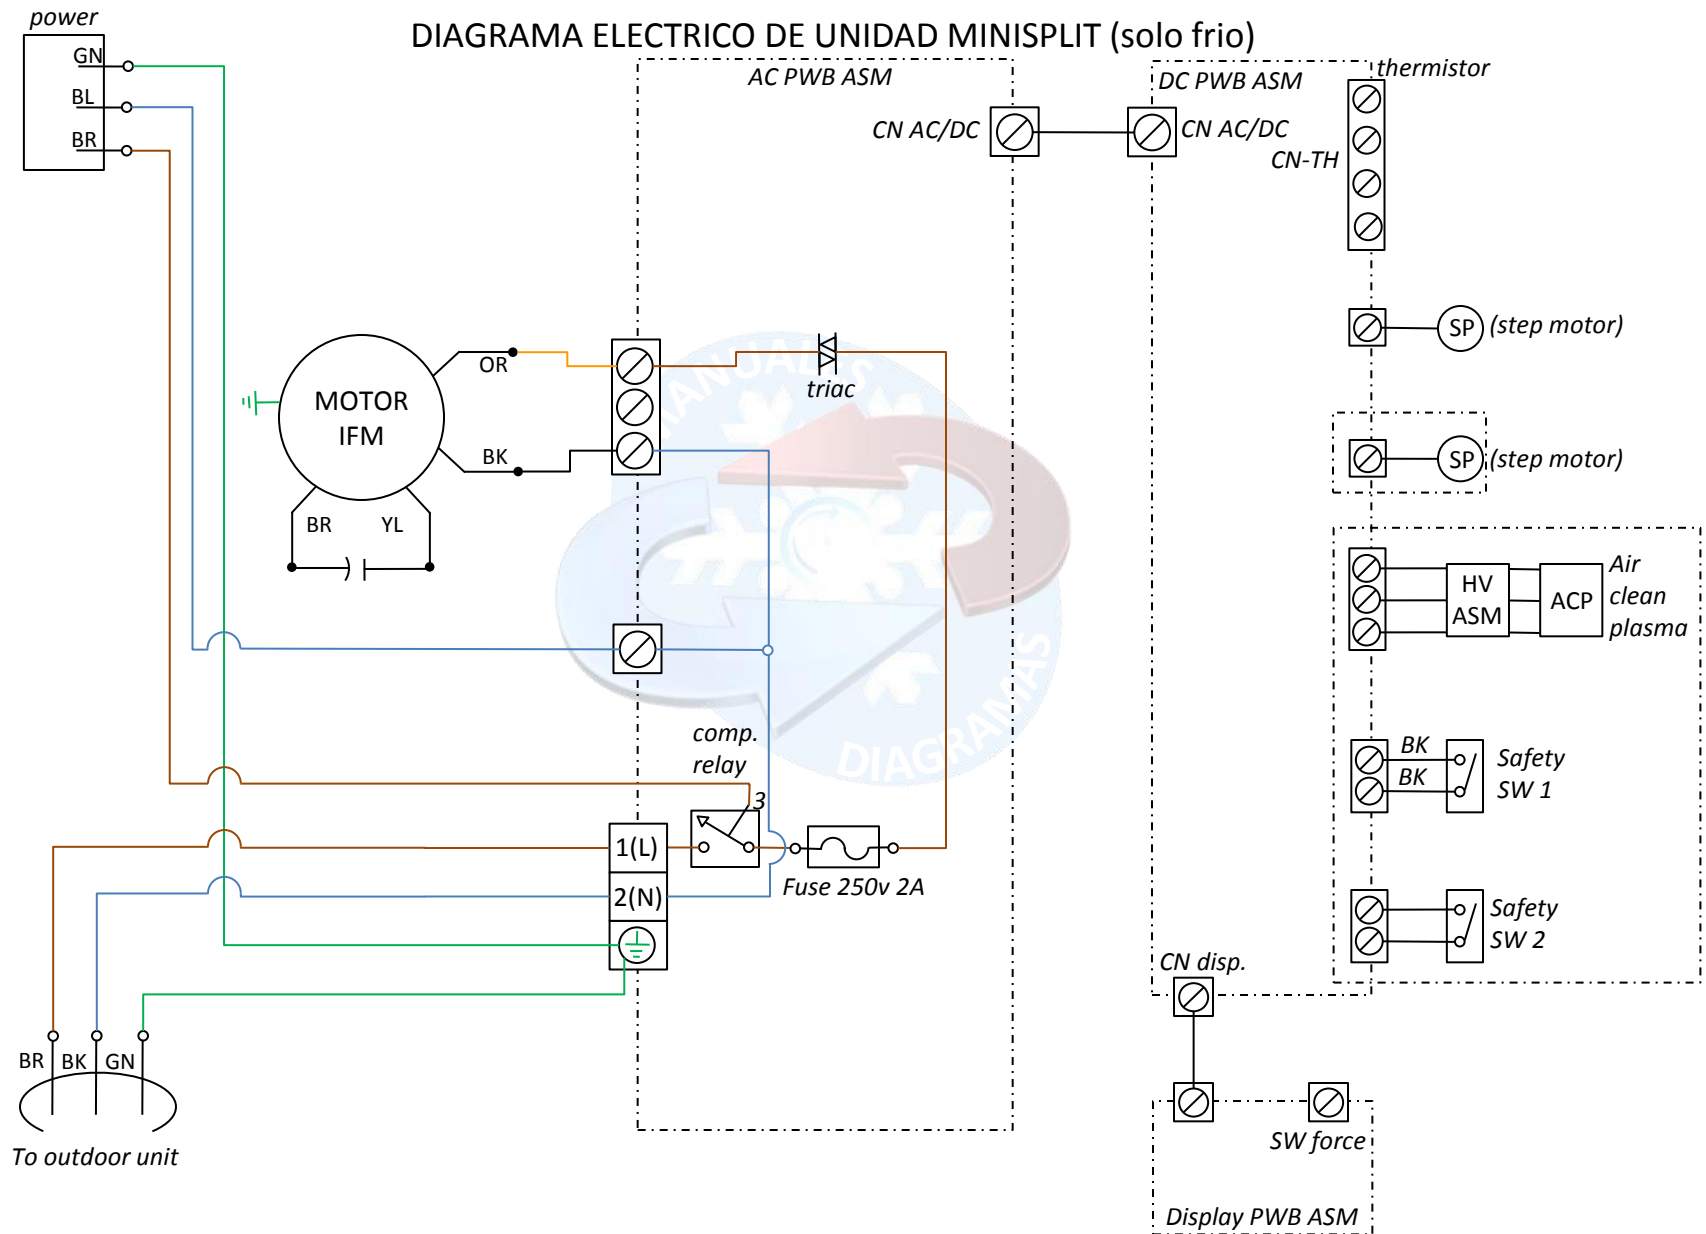 DIAGRAMA ELECTRICO DE UNIDAD MINISPLIT (solo frio)
power
GN
BL
BR
AC PWB ASM
CN AC/DC
DC PWB ASM
CN AC/DC
thermistor
CN-TH
SP
(step motor)
SP
(step motor)
MOTOR
IFM
OR
BK
BR
YL
triac
MANUALES
DIAGRAMAS
HV
ASM
ACP
Air
clean
plasma
comp.
relay
3
BK
BK
Safety
SW 1
1(L)
2(N)
Fuse 250v 2A
Safety
SW 2
CN disp.
BR
BK
GN
To outdoor unit
SW force
Display PWB ASM